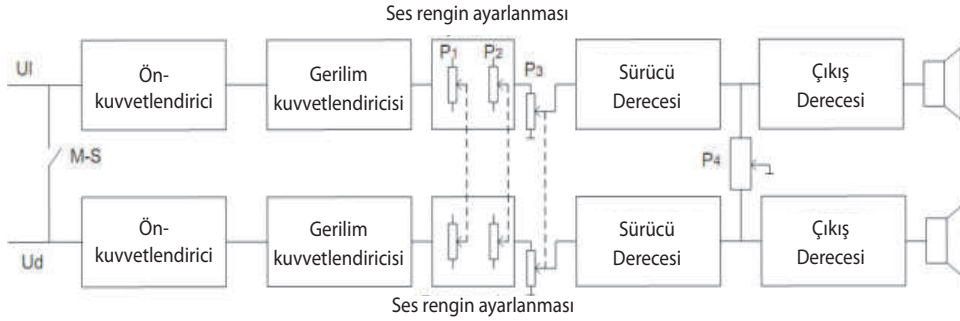 Ses rengin ayarlanması
Ul
Ön-
kuvvetlendirici
Gerilim
kuvvetlendiricisi
P1
P2
P3
Sürücü
Derecesi
Çıkış
Derecesi
M-S
P4
Ud
Ön-
kuvvetlendirici
Gerilim
kuvvetlendiricisi
Sürücü
Derecesi
Çıkış
Derecesi
Ses rengin ayarlanması